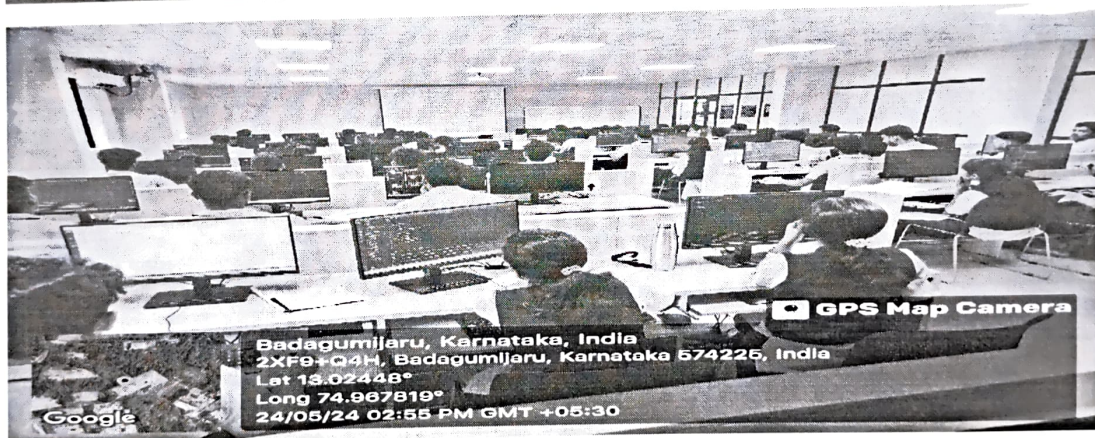 GPS Map Camera
Badagumijaru, Karnataka, India
2XF9+Q4H, Badagumijaru, Karnataka 574225, India
Lat 13.02448°
Long 74.967819°
24/05/24 02:55 PM GMT +05:30
Google